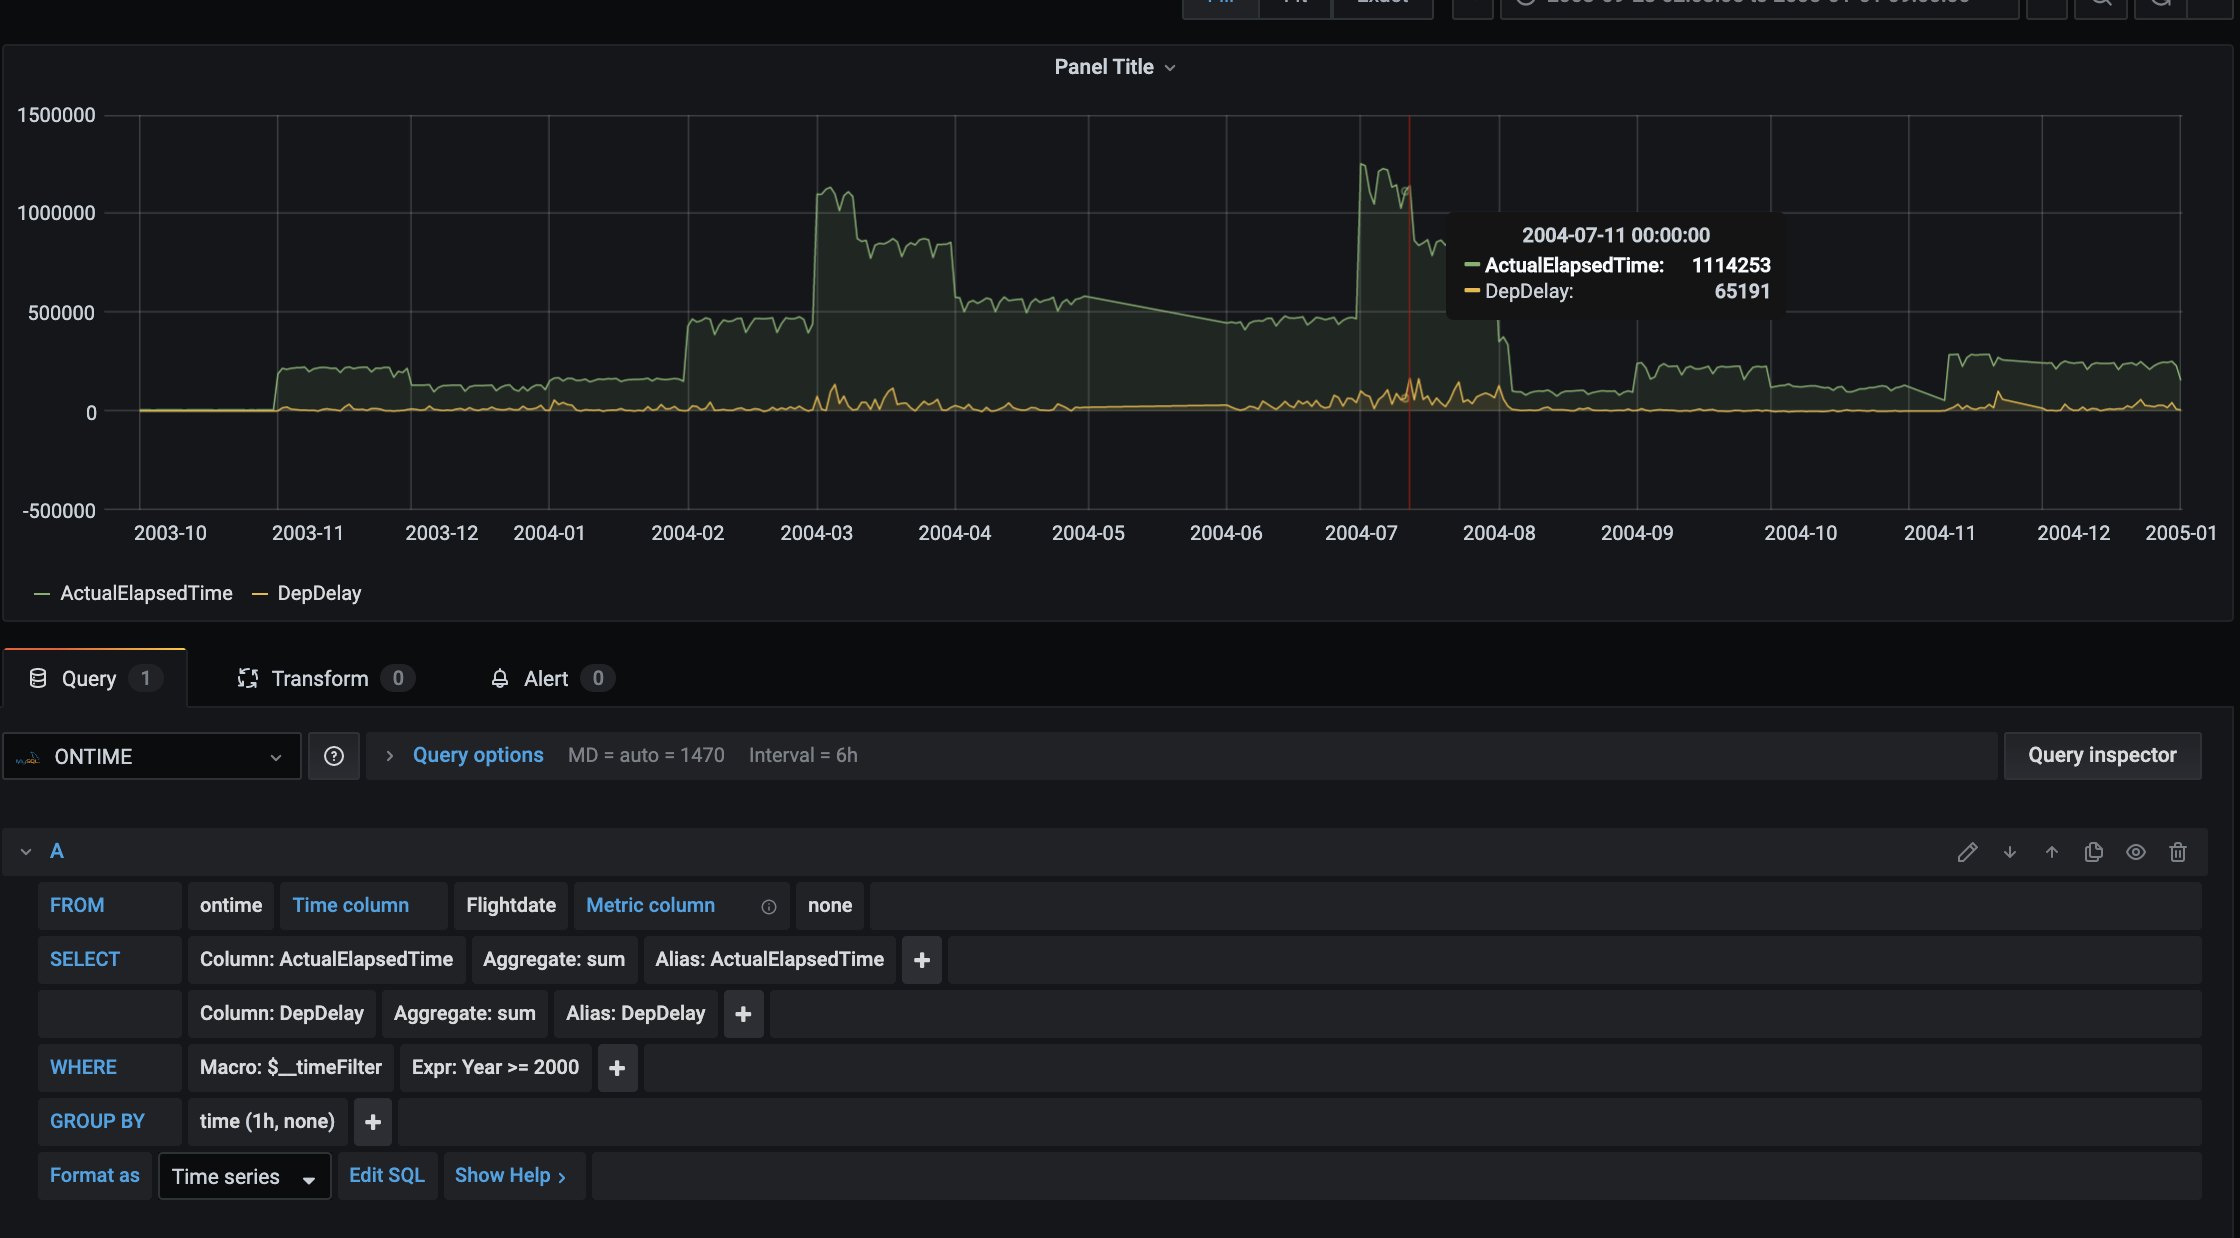 Panel Title
1500000
1000000
500000
0
-500000
2003-10 2003-11 2003-12 2004-01 2004-02 2004-03 2004-04 2004-05 2004-06 2004-07 2004-08 2004-09 2004-10 2004-11 2004-12 2005-01
2004-07-11 00:00:00
ActualElapsedTime: 1114253
DepDelay: 65191
ActualElapsedTime DepDelay
Query 1 Transform 0 Alert 0
MySQL ONTIME Query options MD = auto = 1470 Interval = 6h Query inspector
A
FROM ontime Time column Flightdate Metric column none
SELECT Column: ActualElapsedTime Aggregate: sum Alias: ActualElapsedTime +
Column: DepDelay Aggregate: sum Alias: DepDelay +
WHERE Macro: $__timeFilter Expr: Year >= 2000 +
GROUP BY time (1h, none) +
Format as Time series Edit SQL Show Help >